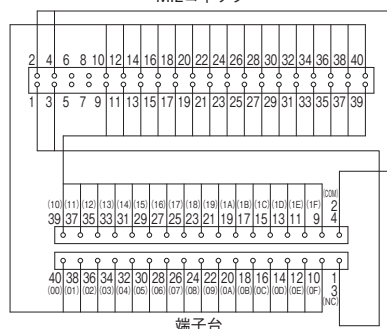 MILコネクタ
2 4 6 8 10 12 14 16 18 20 22 24 26 28 30 32 34 36 38 40
1 3 5 7 9 11 13 15 17 19 21 23 25 27 29 31 33 35 37 39
(COM)
(10) (11) (12) (13) (14) (15) (16) (17) (18) (19) (1A) (1B) (1C) (1D) (1E) (1F) 2
39 37 35 33 31 29 27 25 23 21 19 17 15 13 11 9 4
40 38 36 34 32 30 28 26 24 22 20 18 16 14 12 10 1
(00) (01) (02) (03) (04) (05) (06) (07) (08) (09) (0A) (0B) (0C) (0D) (0E) (0F) 3
(NC)
端子台